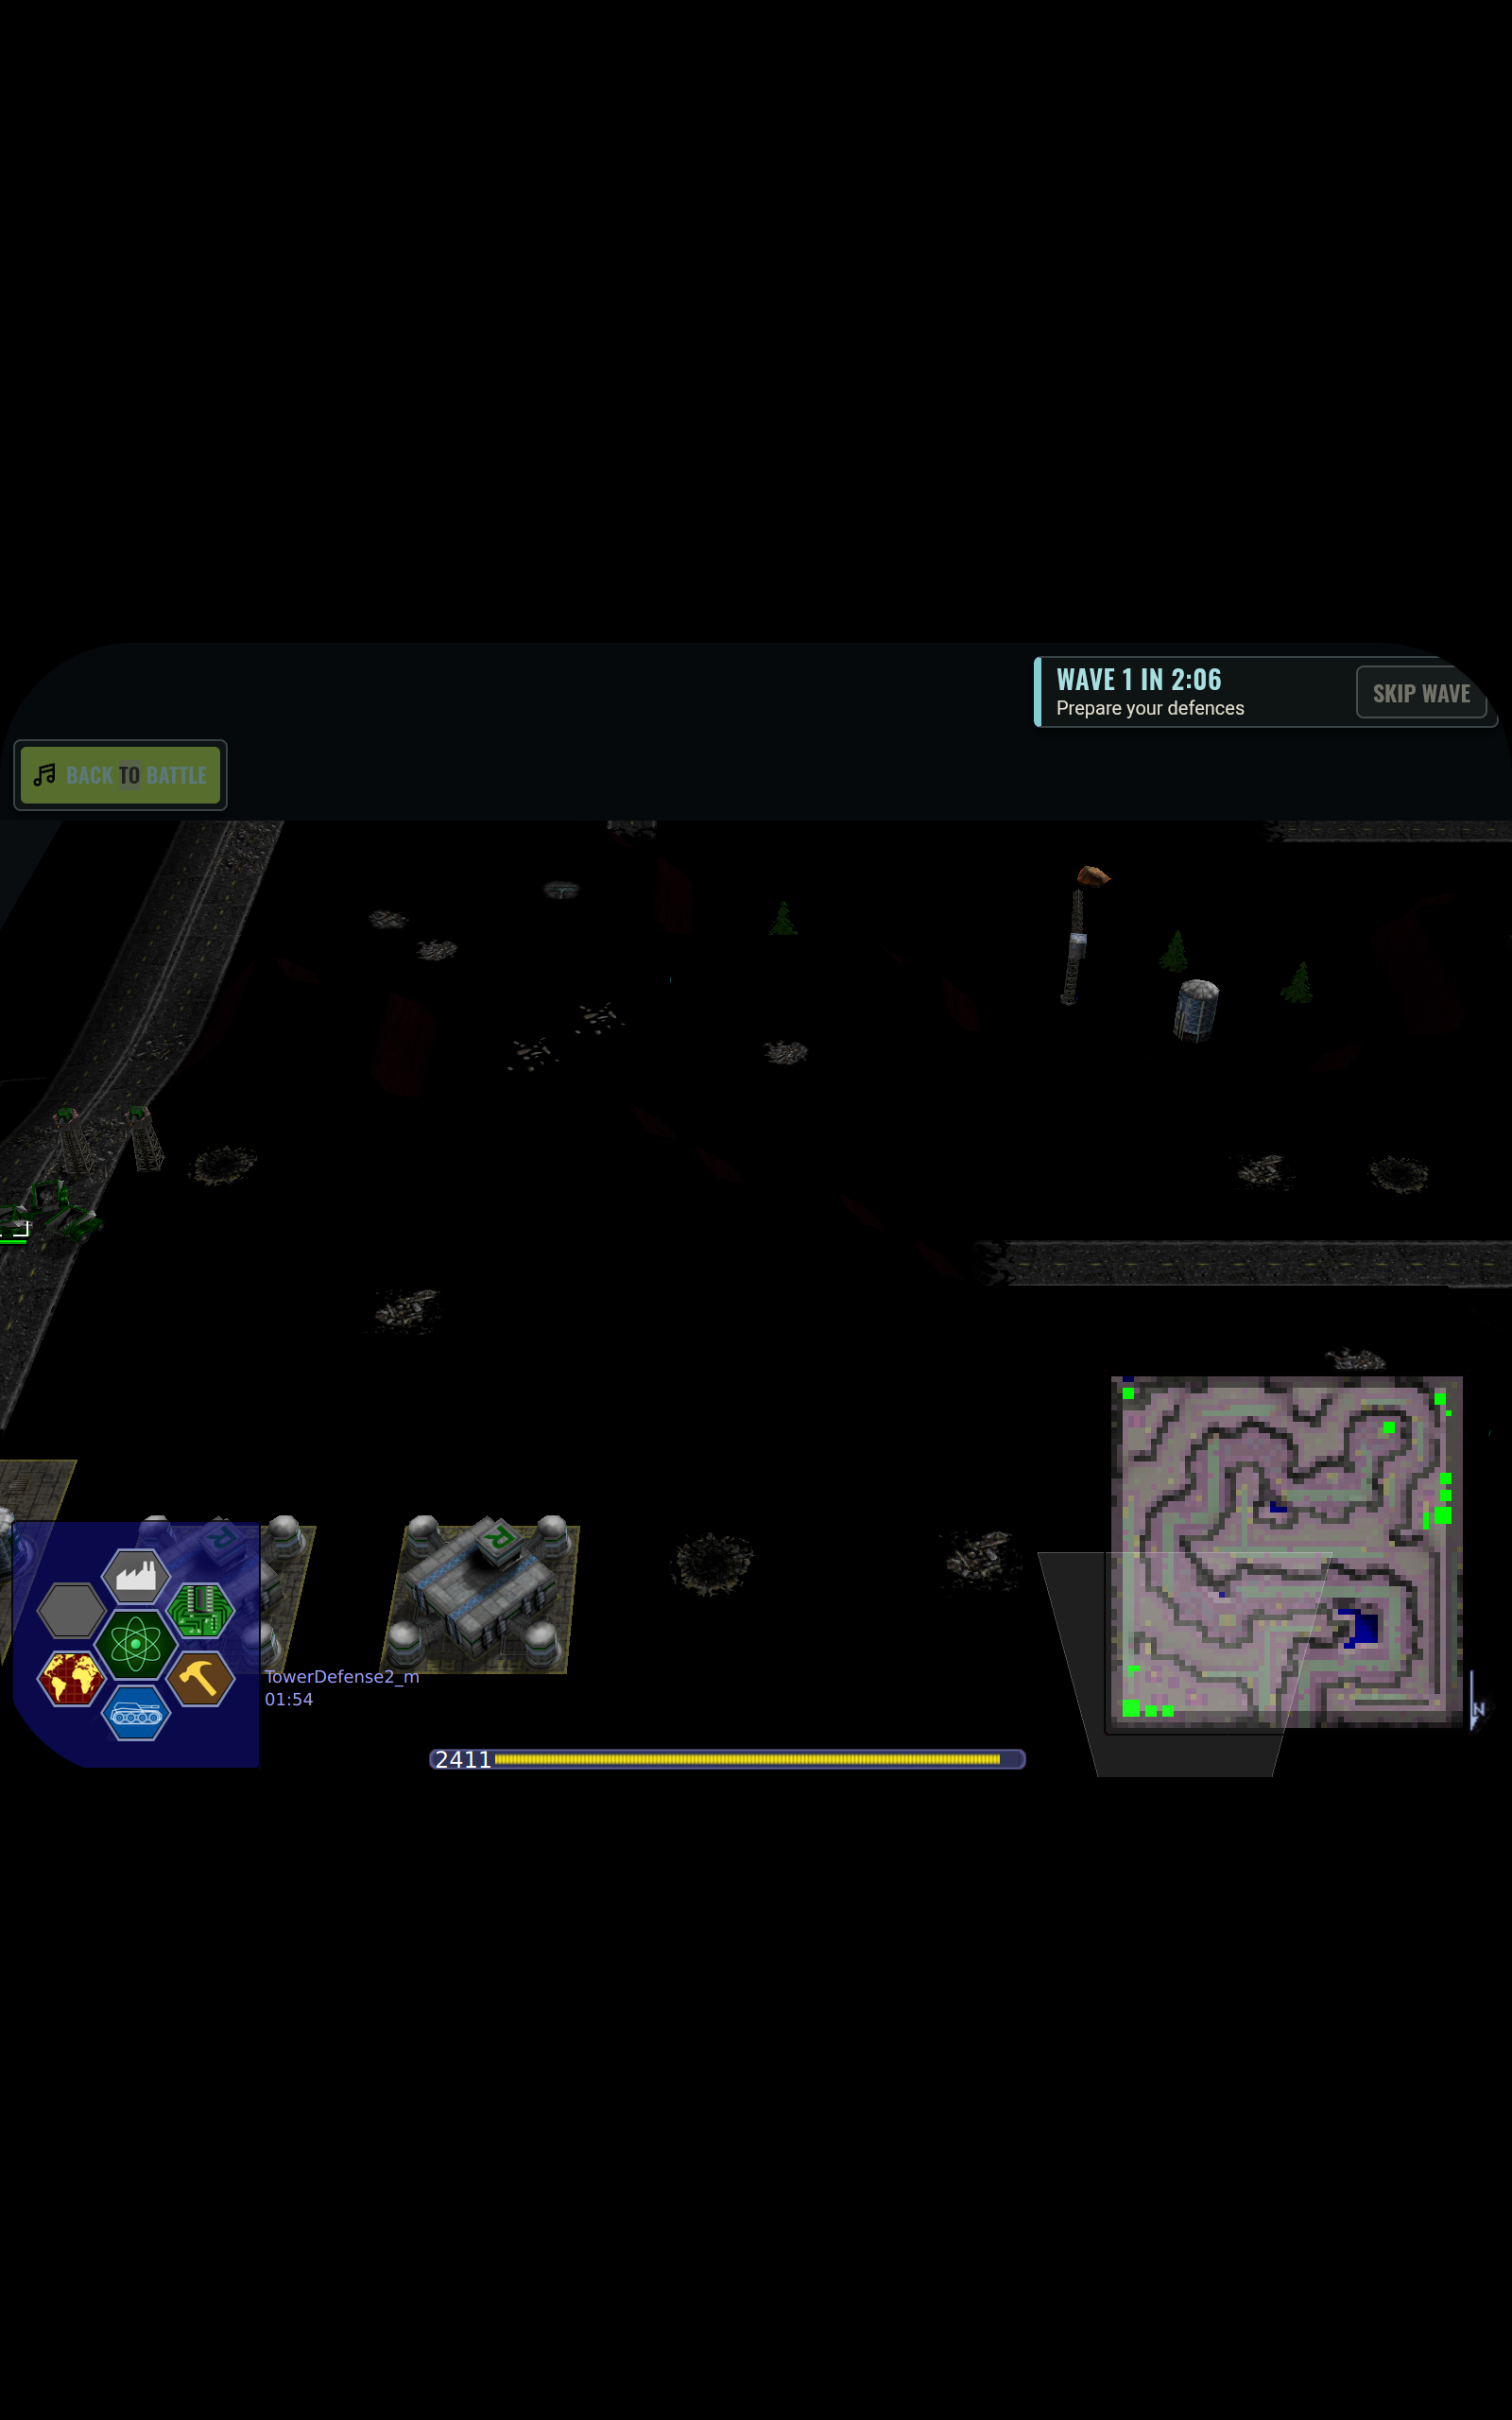 WAVE 1 IN 2:06
Prepare your defences
SKIP WAVE
BACK TO BATTLE
R
R
TowerDefense2_m
01:54
2411
N